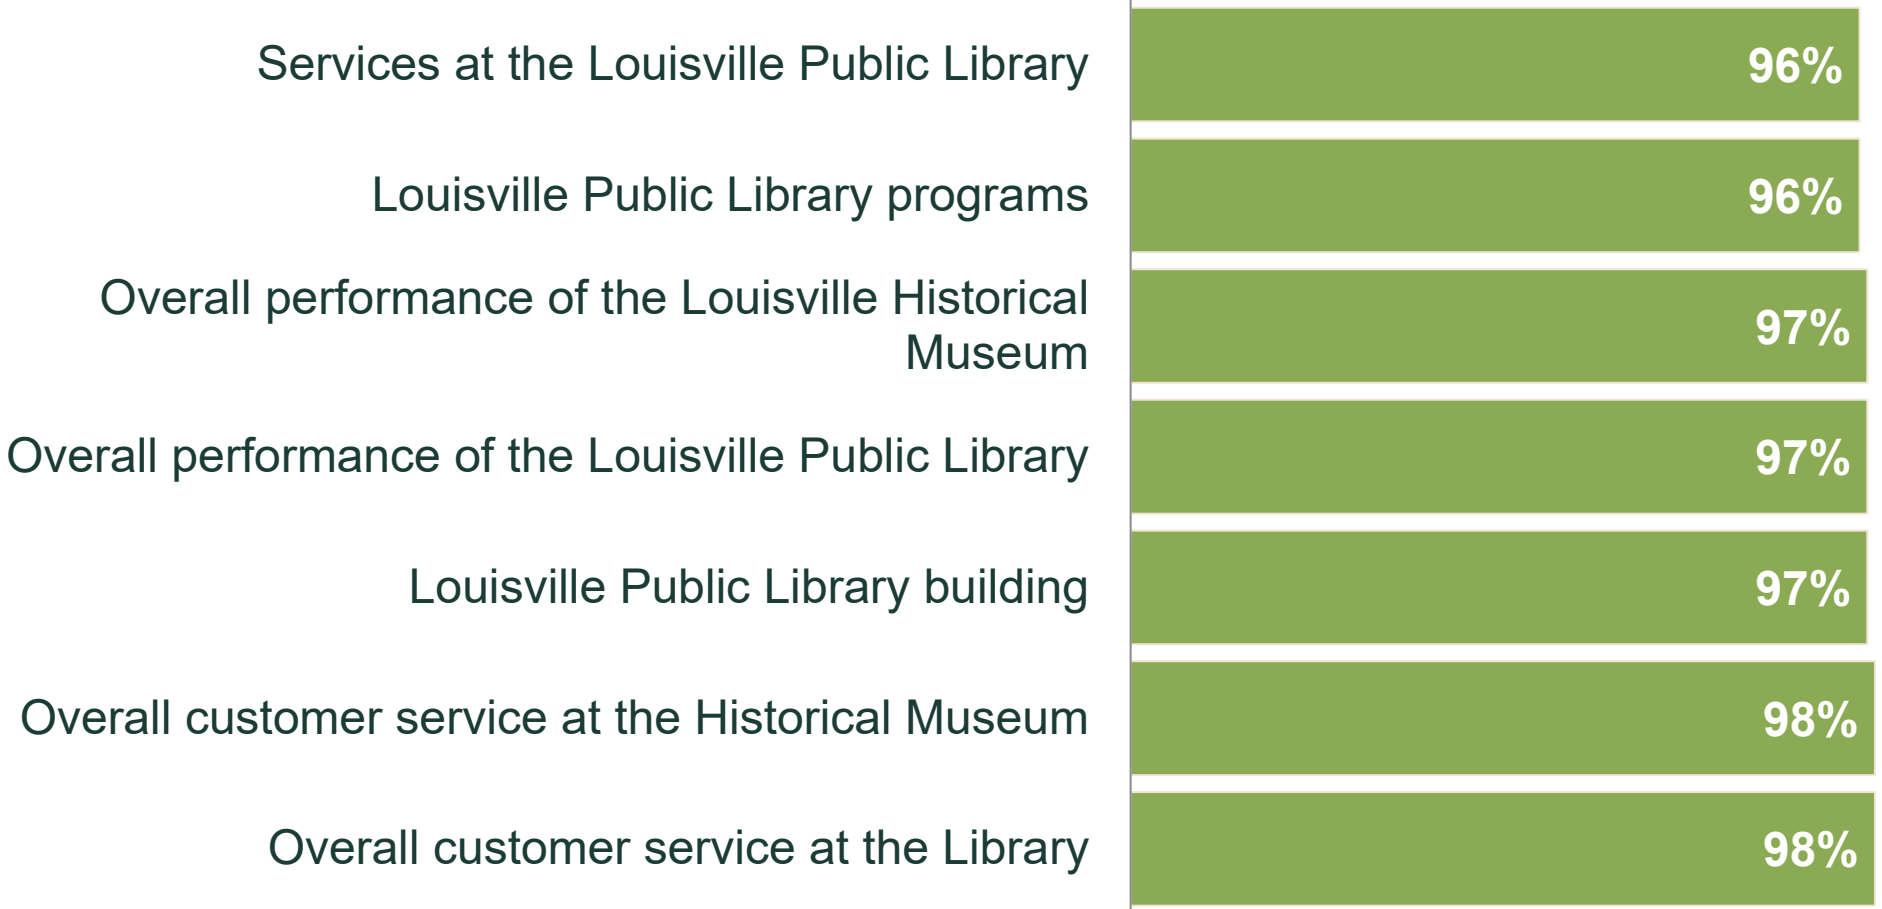 Services at the Louisville Public Library 96%
Louisville Public Library programs 96%
Overall performance of the Louisville Historical
Museum 97%
Overall performance of the Louisville Public Library 97%
Louisville Public Library building 97%
Overall customer service at the Historical Museum 98%
Overall customer service at the Library 98%